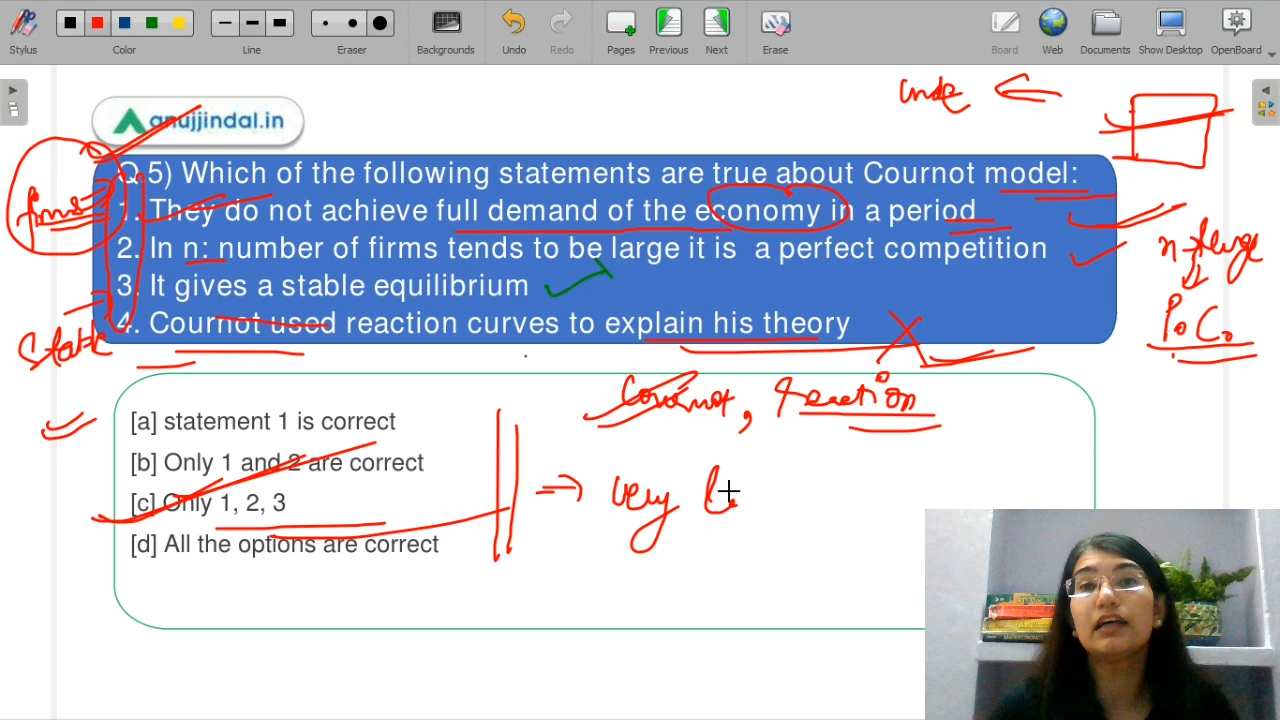 Stylus
Color
Line
Eraser
Backgrounds
Undo
Redo
Pages
Previous
Next
Erase
Board
Web
Documents
Show Desktop
OpenBoard
anujjindal.in
Q.5) Which of the following statements are true about Cournot model:
1. They do not achieve full demand of the economy in a period
2. In n: number of firms tends to be large it is a perfect competition
3. It gives a stable equilibrium
4. Cournot used reaction curves to explain his theory
firms
n → large
P.C.
Cournot, reaction
[a] statement 1 is correct
[b] Only 1 and 2 are correct
[c] Only 1, 2, 3
[d] All the options are correct
⇒ very